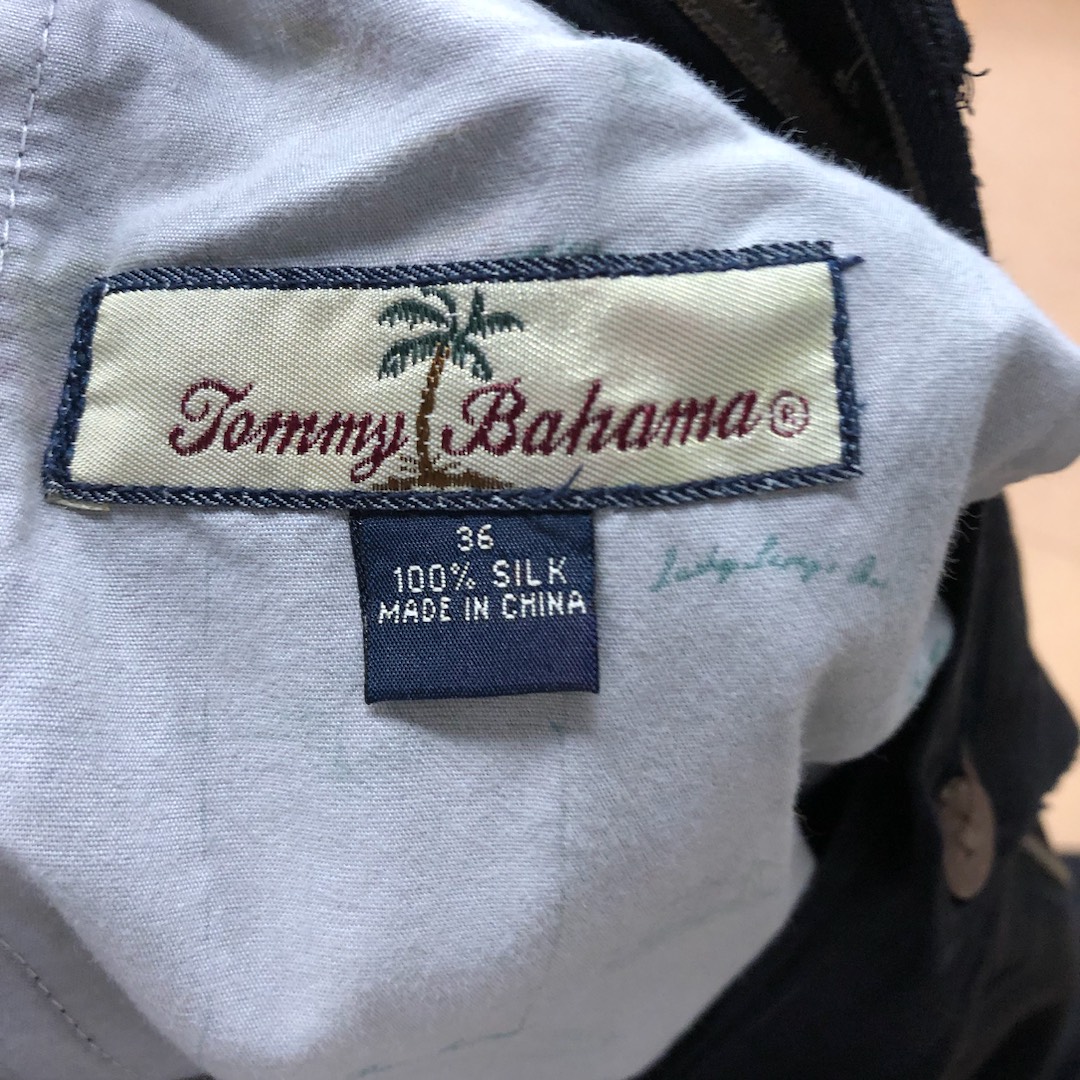 Tommy Bahama®
36
100% SILK
MADE IN CHINA